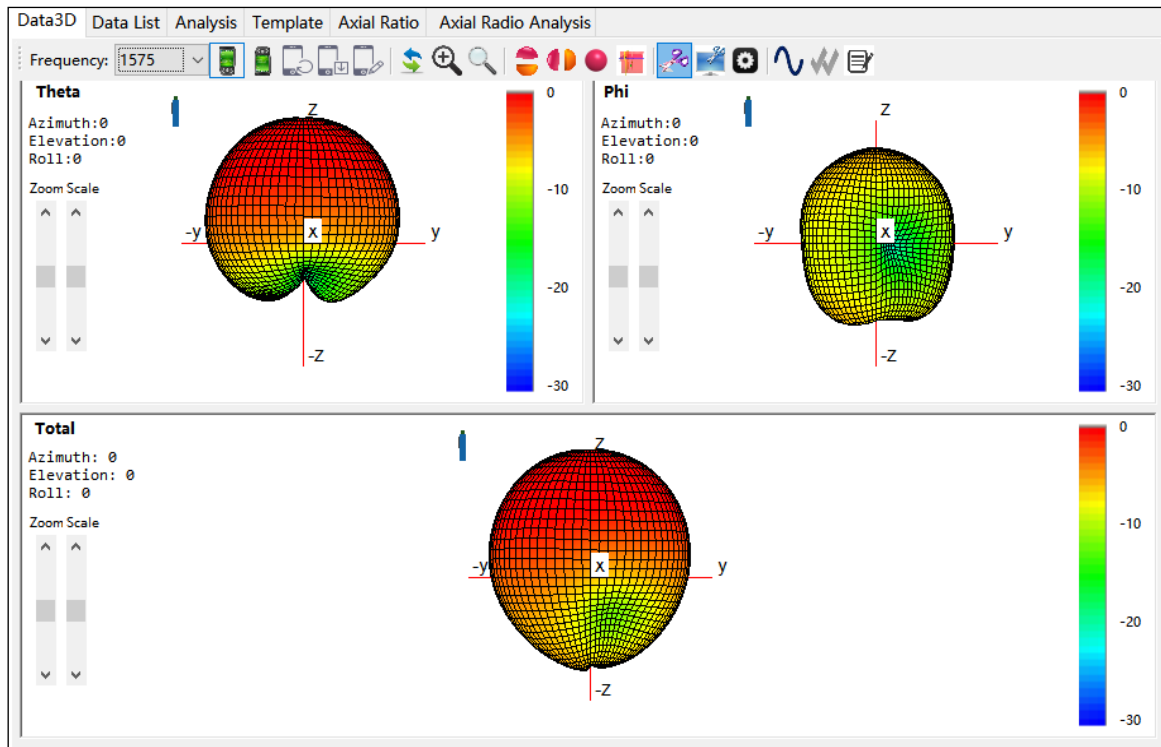 Data3D Data List Analysis Template Axial Ratio Axial Radio Analysis
Frequency: 1575
Theta
Azimuth:0
Elevation:0
Roll:0
Zoom Scale
Z
-y
x
y
-Z
0
-10
-20
-30
Phi
Azimuth:0
Elevation:0
Roll:0
Zoom Scale
Z
-y
x
y
-Z
0
-10
-20
-30
Total
Azimuth: 0
Elevation: 0
Roll: 0
Zoom Scale
Z
-y
x
y
-Z
0
-10
-20
-30